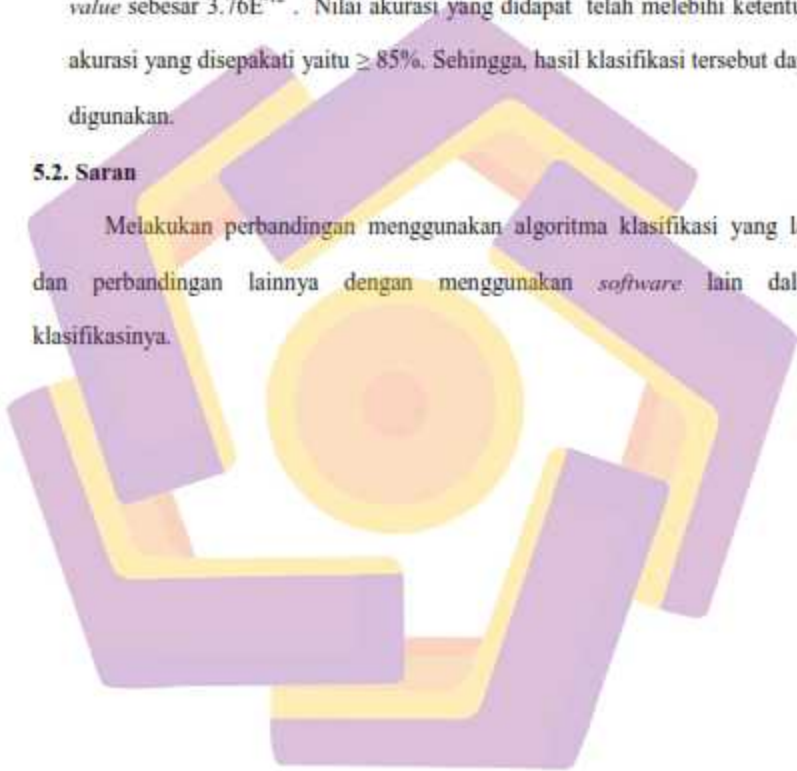 value sebesar 3.76E . Nilai akurasi yang didapat telah melebihi ketentu
akurasi yang disepakati yaitu ≥ 85%. Sehingga, hasil klasifikasi tersebut da
digunakan.
5.2. Saran
Melakukan perbandingan menggunakan algoritma klasifikasi yang la
dan perbandingan lainnya dengan menggunakan software lain dal
klasifikasinya.